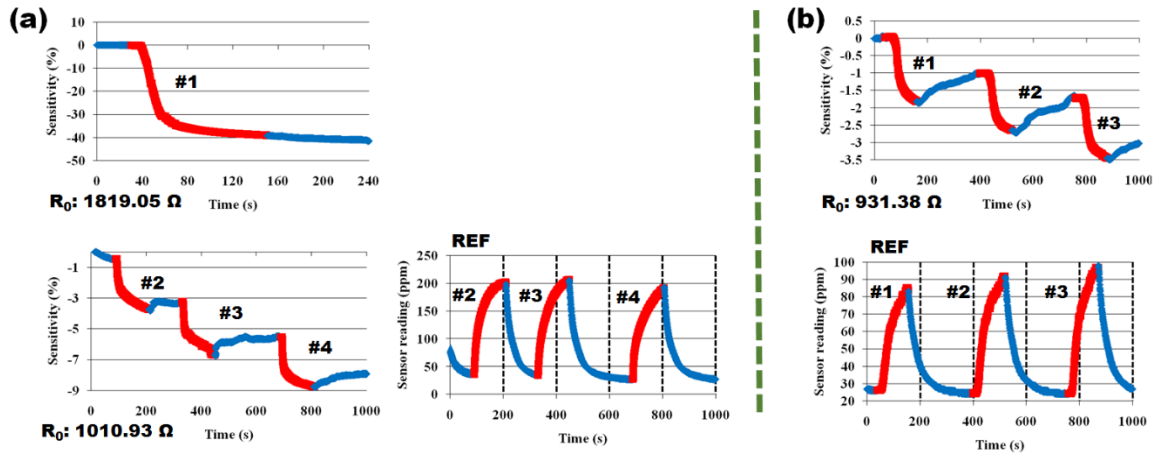 (a)
(b)
10
0
-10
-20
-30
-40
-50
Sensitivity (%)
#1
0 40 80 120 160 200 240
R₀: 1819.05 Ω
Time (s)
0.5
0
-0.5
-1
-1.5
-2
-2.5
-3
-3.5
Sensitivity (%)
#1
#2
#3
0 200 400 600 800 1000
R₀: 931.38 Ω
Time (s)
-1
-3
-5
-7
-9
Sensitivity (%)
#2
#3
#4
0 200 400 600 800 1000
R₀: 1010.93 Ω
Time (s)
REF
250
200
150
100
50
0
Sensor reading (ppm)
#2 #3 #4
0 200 400 600 800 1000
Time (s)
REF
100
90
80
70
60
50
40
30
20
Sensor reading (ppm)
#1 #2 #3
0 200 400 600 800 1000
Time (s)